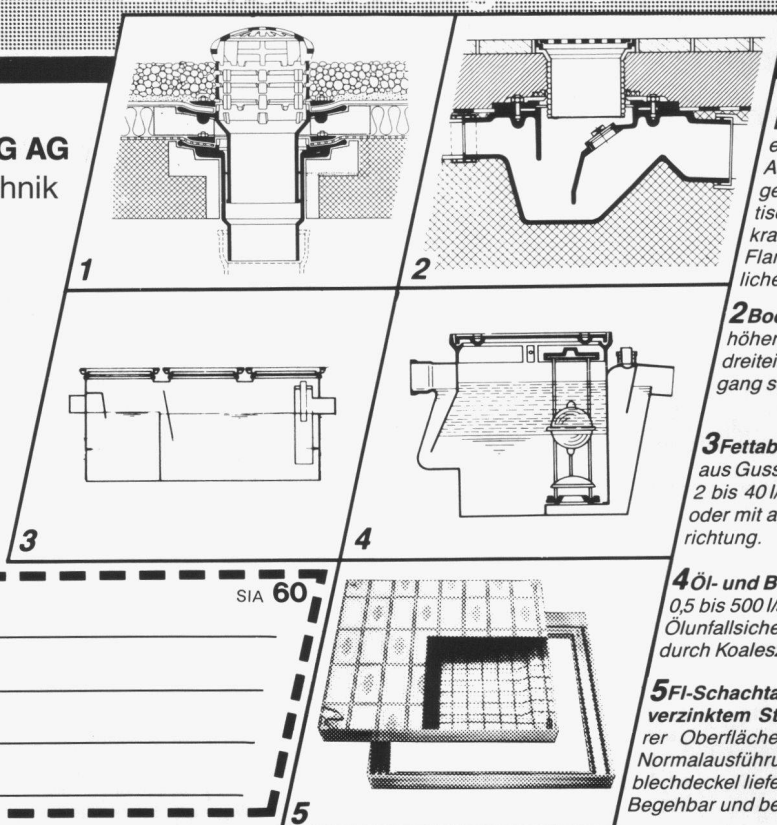 G AG
hnik
1
2
3
4
5
SIA 60
e
A
ge
tisc
kra
Flan
liche
2 Boo
höher
dreitei
gang s
3 Fettab
aus Guss
2 bis 40 l/
oder mit a
richtung.
4 Öl- und B
0,5 bis 500 l/
Ölunfallsiche
durch Koales
5 FI-Schachta
verzinktem St
rer Oberfläche
Normalausführu
blechdeckel liefe
Begehbar und be